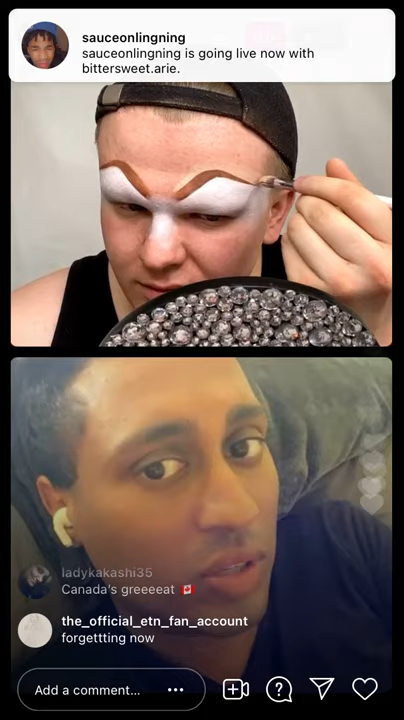 sauceonlingning
sauceonlingning is going live now with
bittersweet.arie.
ladykakashi35
Canada's greeeeat 🇨🇦
the_official_etn_fan_account
forgettting now
Add a comment...